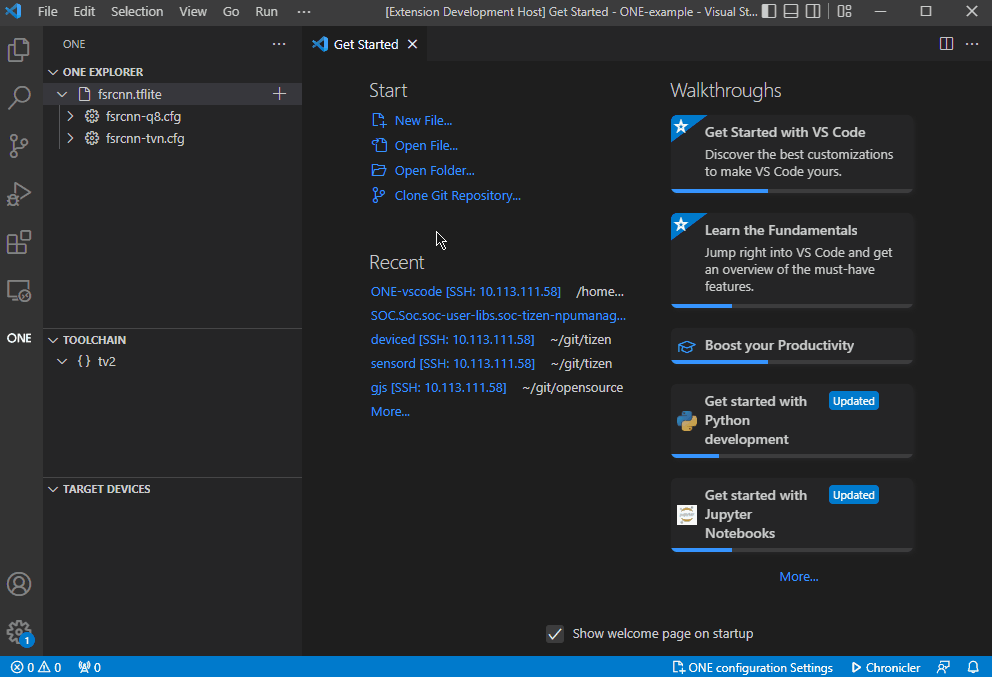 File Edit Selection View Go Run ··· [Extension Development Host] Get Started - ONE-example - Visual St...
ONE ···
ONE EXPLORER
fsrcnn.tflite
fsrcnn-q8.cfg
fsrcnn-tvn.cfg
ONE
TOOLCHAIN
{ } tv2
TARGET DEVICES
1
Get Started
Start
New File...
Open File...
Open Folder...
Clone Git Repository...
Recent
ONE-vscode [SSH: 10.113.111.58] /home...
SOC.Soc.soc-user-libs.soc-tizen-npumanag...
deviced [SSH: 10.113.111.58] ~/git/tizen
sensord [SSH: 10.113.111.58] ~/git/tizen
gjs [SSH: 10.113.111.58] ~/git/opensource
More...
Walkthroughs
Get Started with VS Code
Discover the best customizations
to make VS Code yours.
Learn the Fundamentals
Jump right into VS Code and get
an overview of the must-have
features.
Boost your Productivity
Get started with Updated
Python
development
Get started with Updated
Jupyter
Notebooks
More...
Show welcome page on startup
0 0 0 ONE configuration Settings Chronicler